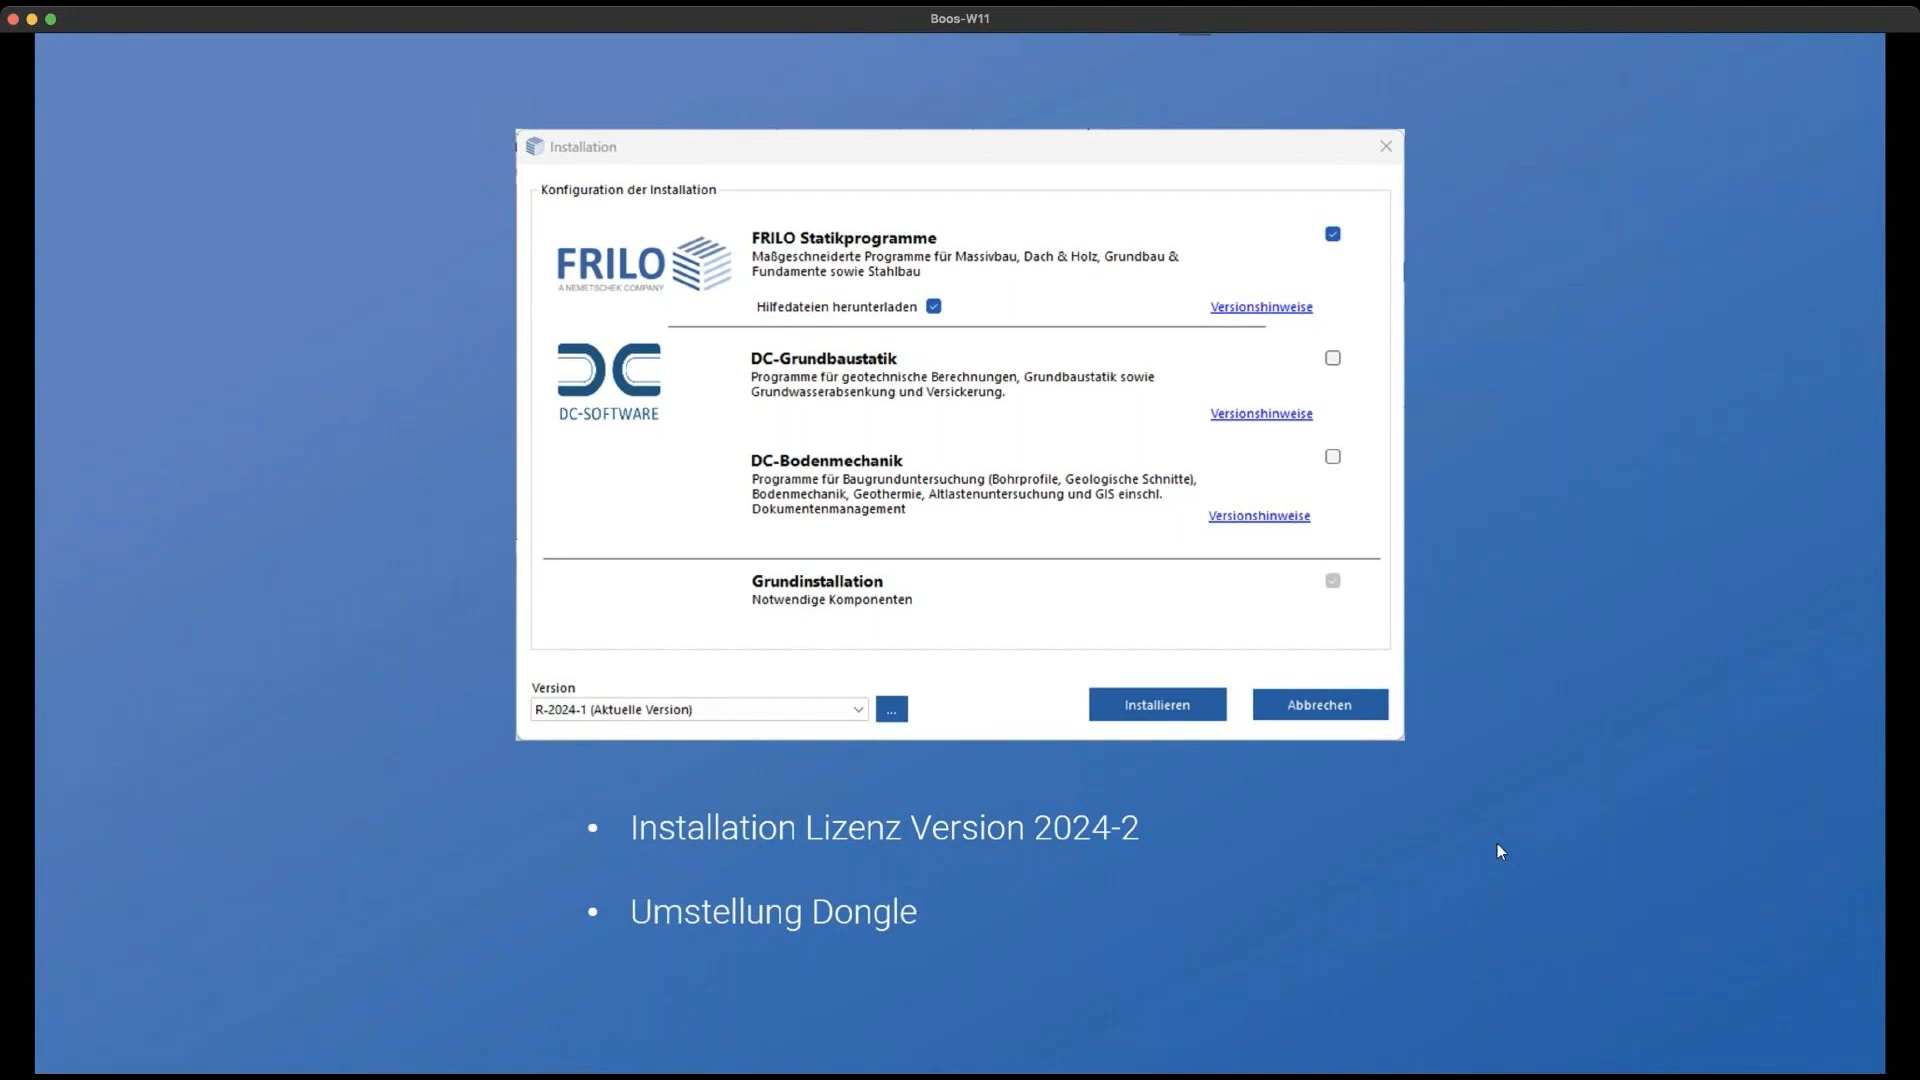 Boos-W11
Installation
Konfiguration der Installation
FRILO
A NEMETSCHEK COMPANY
FRILO Statikprogramme
Maßgeschneiderte Programme für Massivbau, Dach & Holz, Grundbau &
Fundamente sowie Stahlbau
Hilfedateien herunterladen
Versionshinweise
DC-SOFTWARE
DC-Grundbaustatik
Programme für geotechnische Berechnungen, Grundbaustatik sowie
Grundwasserabsenkung und Versickerung.
Versionshinweise
DC-Bodenmechanik
Programme für Baugrunduntersuchung (Bohrprofile, Geologische Schnitte),
Bodenmechanik, Geothermie, Altlastenuntersuchung und GIS einschl.
Dokumentenmanagement
Versionshinweise
Grundinstallation
Notwendige Komponenten
Version
R-2024-1 (Aktuelle Version)
...
Installieren
Abbrechen
• Installation Lizenz Version 2024-2
• Umstellung Dongle